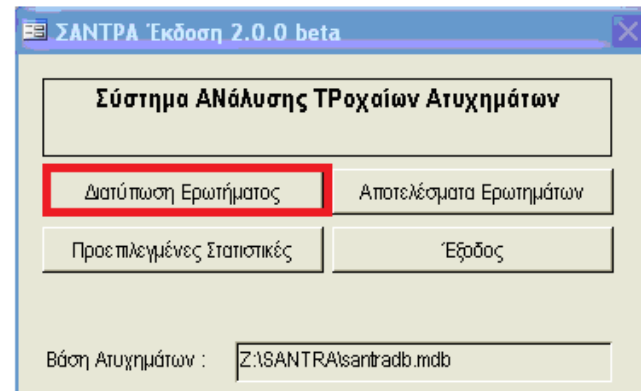 ΣΑΝΤΡΑ Έκδοση 2.0.0 beta
Σύστημα ΑΝάλυσης ΤΡοχαίων Ατυχημάτων
Διατύπωση Ερωτήματος
Αποτελέσματα Ερωτημάτων
Προεπιλεγμένες Στατιστικές
Έξοδος
Βάση Ατυχημάτων :
Z:\SANTRA\santradb.mdb